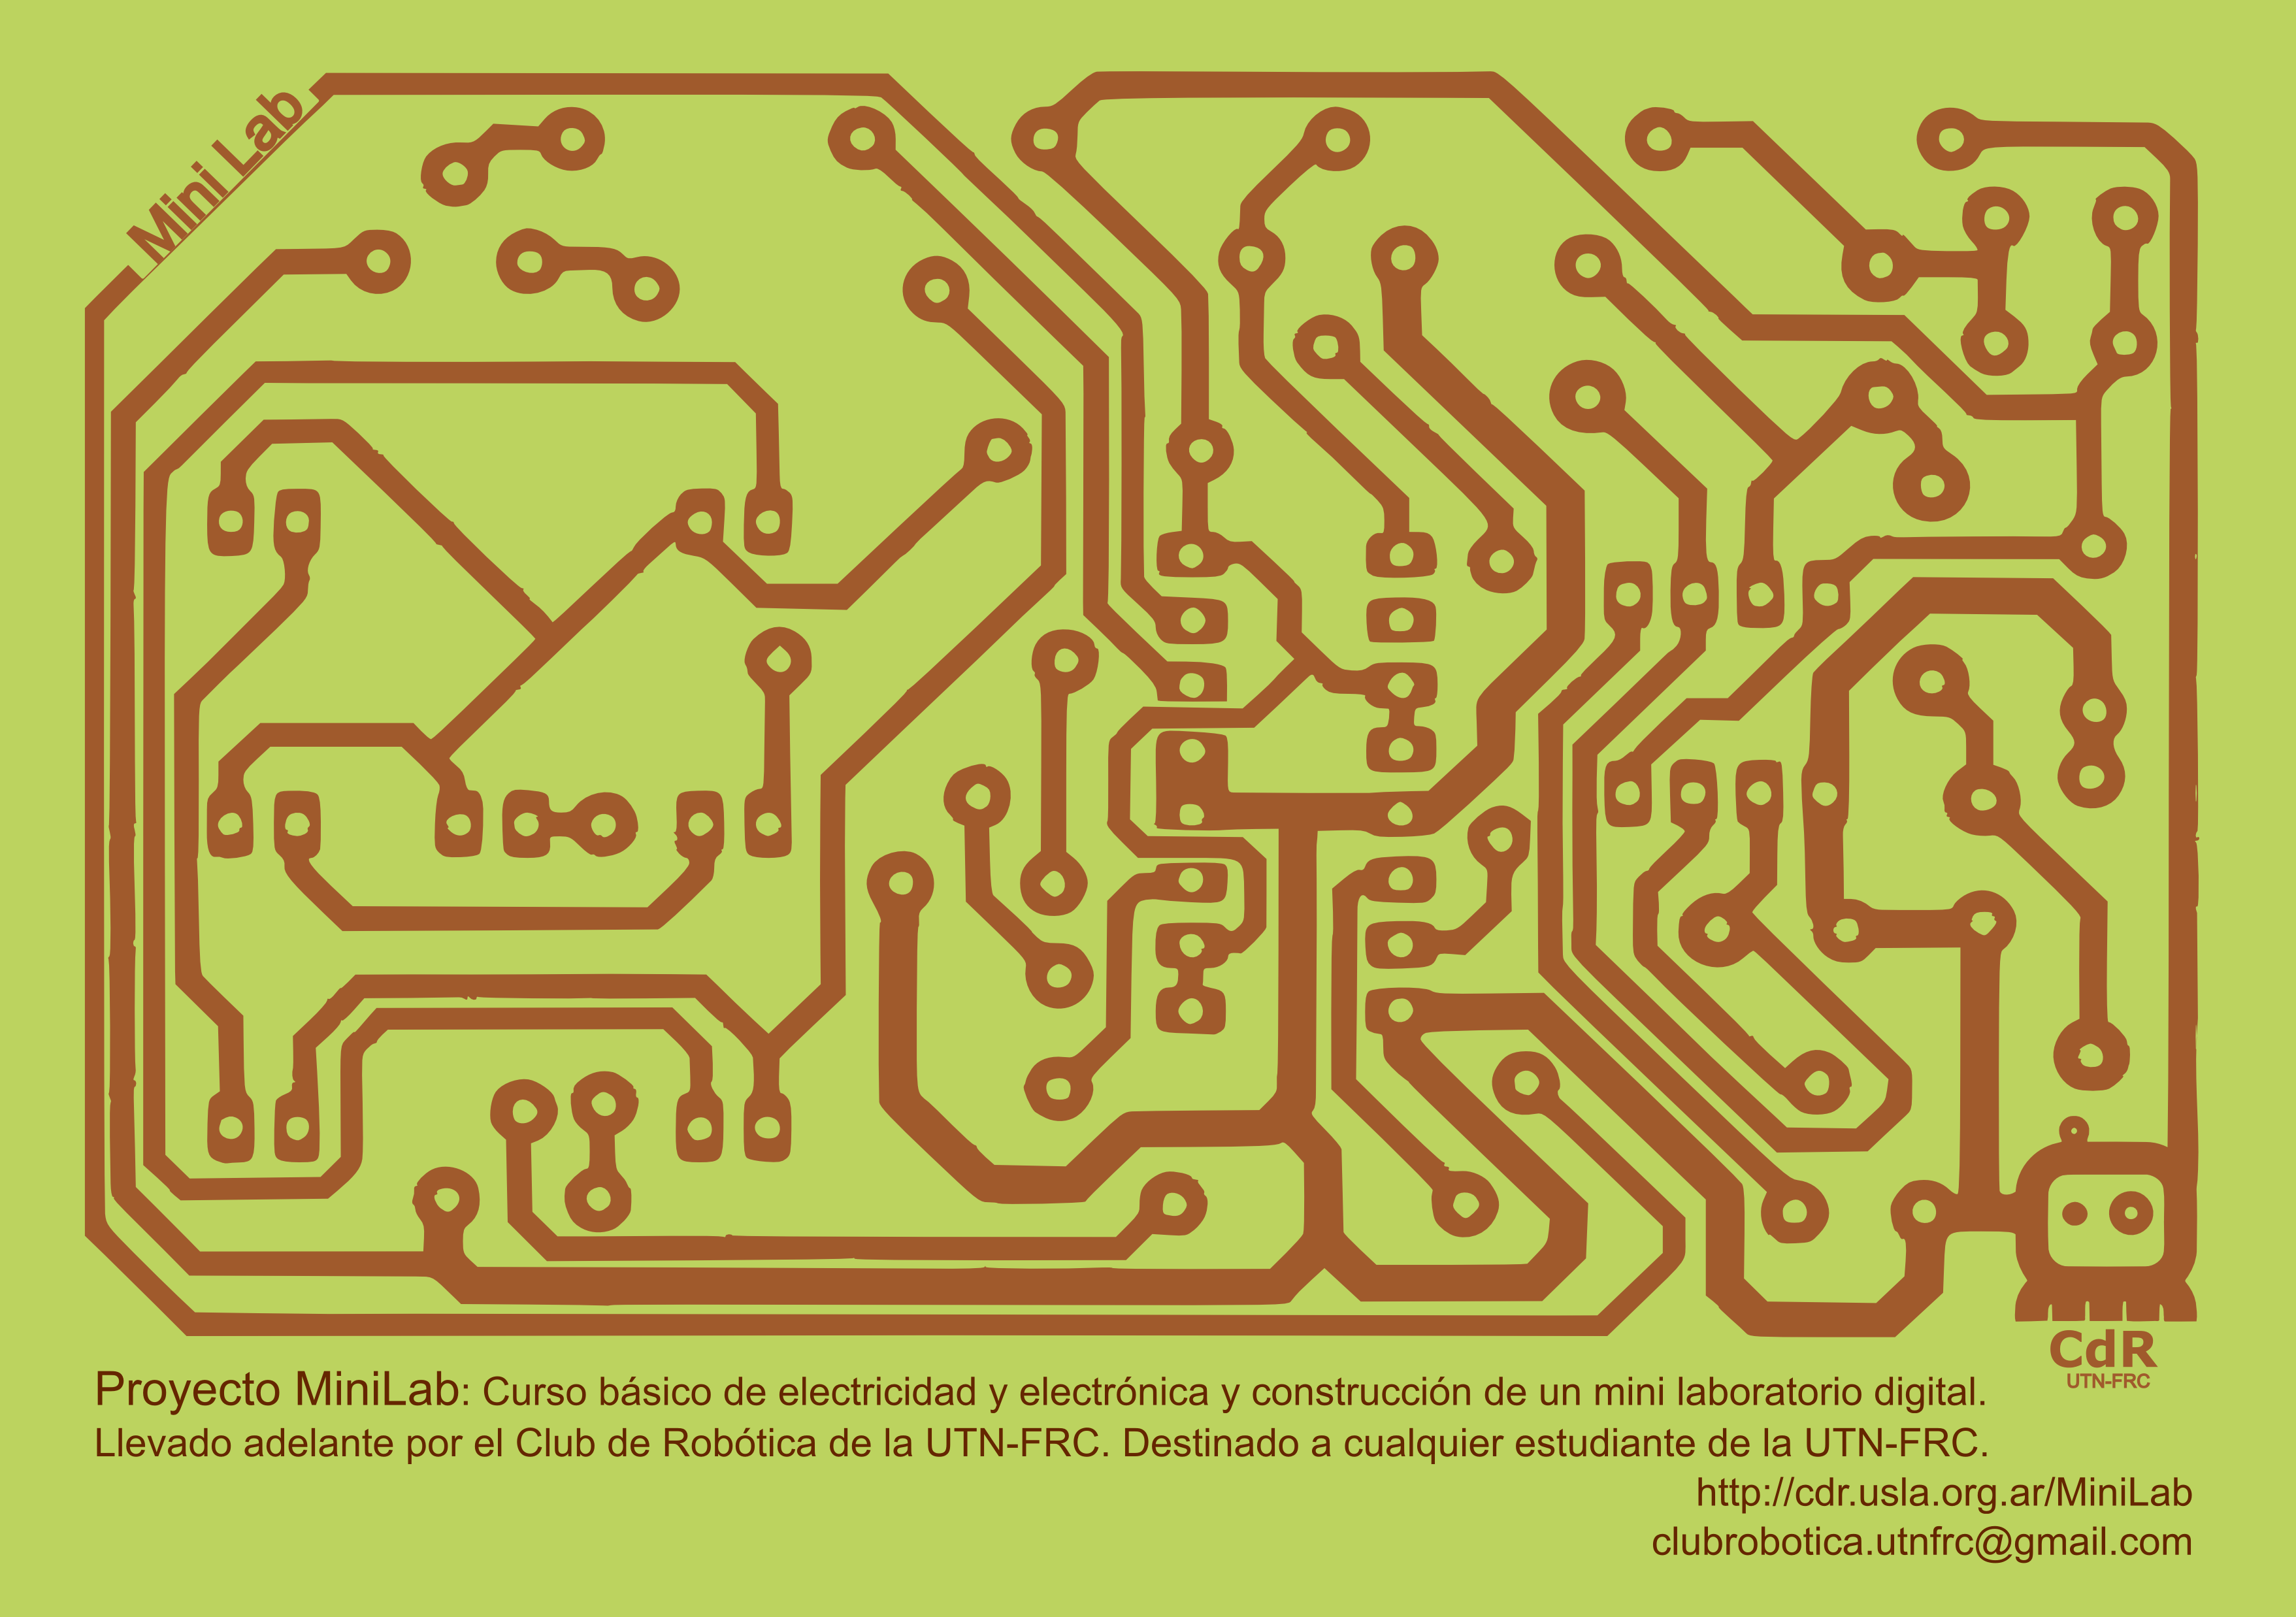 Mini Lab
CdR
UTN-FRC
Proyecto MiniLab: Curso básico de electricidad y electrónica y construcción de un mini laboratorio digital.
Llevado adelante por el Club de Robótica de la UTN-FRC. Destinado a cualquier estudiante de la UTN-FRC.
http://cdr.usla.org.ar/MiniLab
clubrobotica.utnfrc@gmail.com